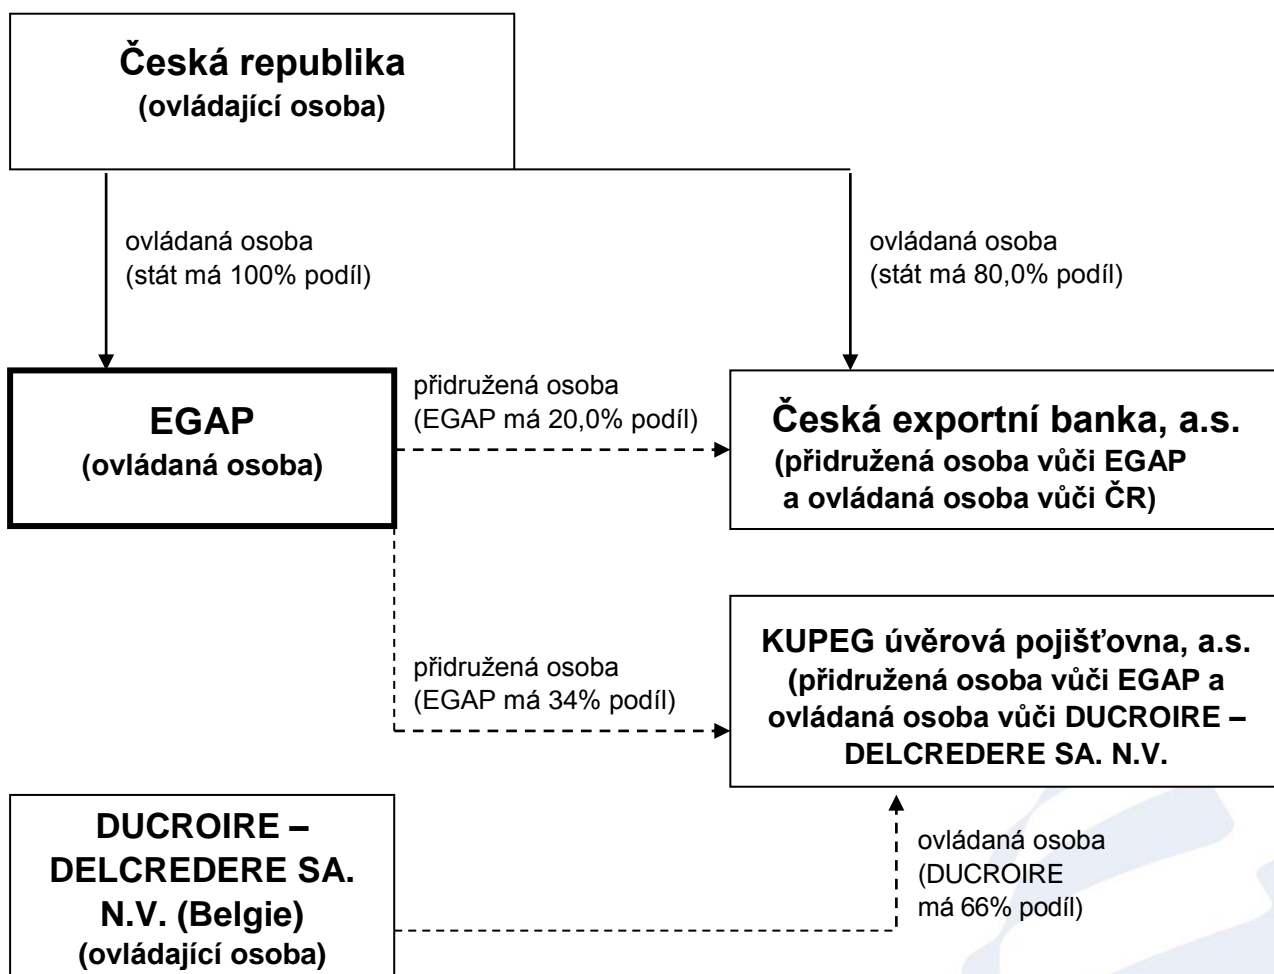 Česká republika
(ovládající osoba)
ovládaná osoba
(stát má 100% podíl)
ovládaná osoba
(stát má 80,0% podíl)
EGAP
(ovládaná osoba)
přidružená osoba
(EGAP má 20,0% podíl)
Česká exportní banka, a.s.
(přidružená osoba vůči EGAP
a ovládaná osoba vůči ČR)
přidružená osoba
(EGAP má 34% podíl)
KUPEG úvěrová pojišťovna, a.s.
(přidružená osoba vůči EGAP a
ovládaná osoba vůči DUCROIRE –
DELCREDERE SA. N.V.
DUCROIRE –
DELCREDERE SA.
N.V. (Belgie)
(ovládající osoba)
ovládaná osoba
(DUCROIRE
má 66% podíl)